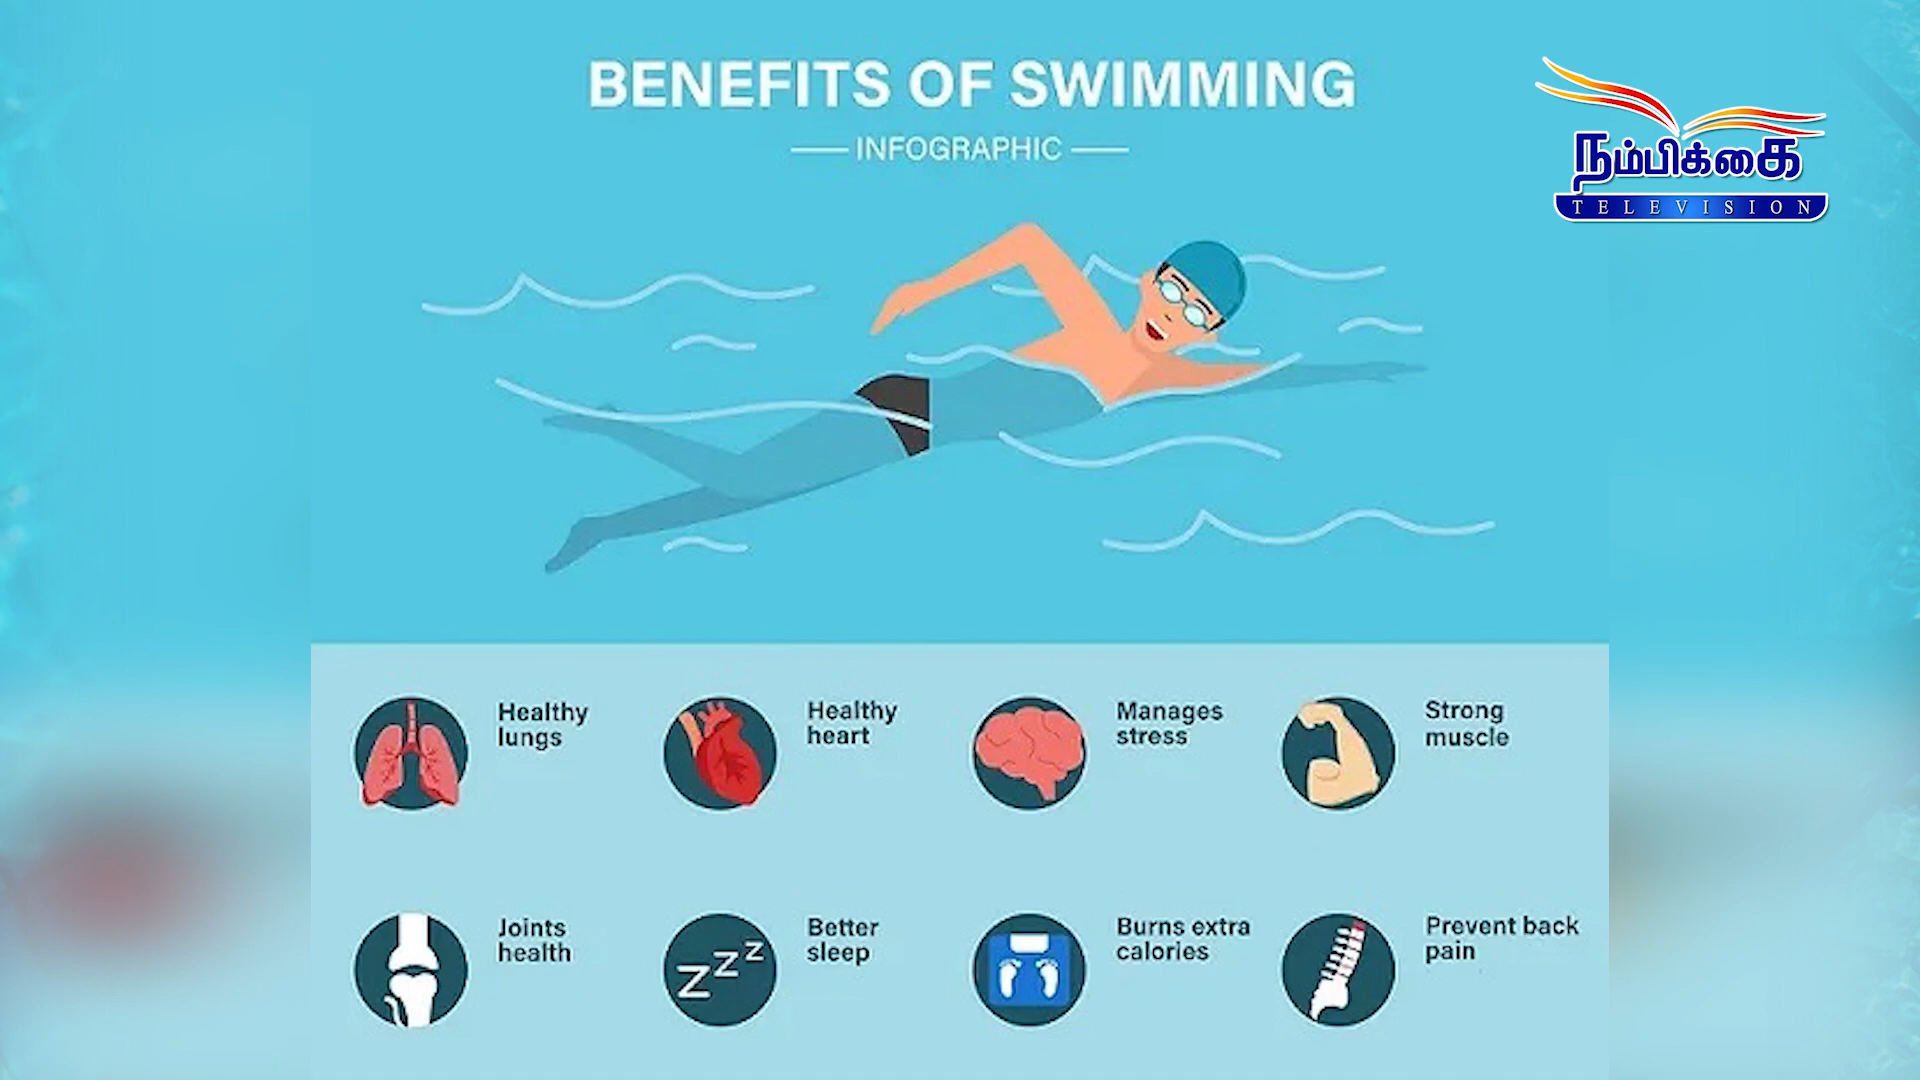 BENEFITS OF SWIMMING
INFOGRAPHIC
நம்பிக்கை
TELEVISION
Healthy
lungs
Healthy
heart
Manages
stress
Strong
muscle
Joints
health
Better
sleep
Burns extra
calories
Prevent back
pain